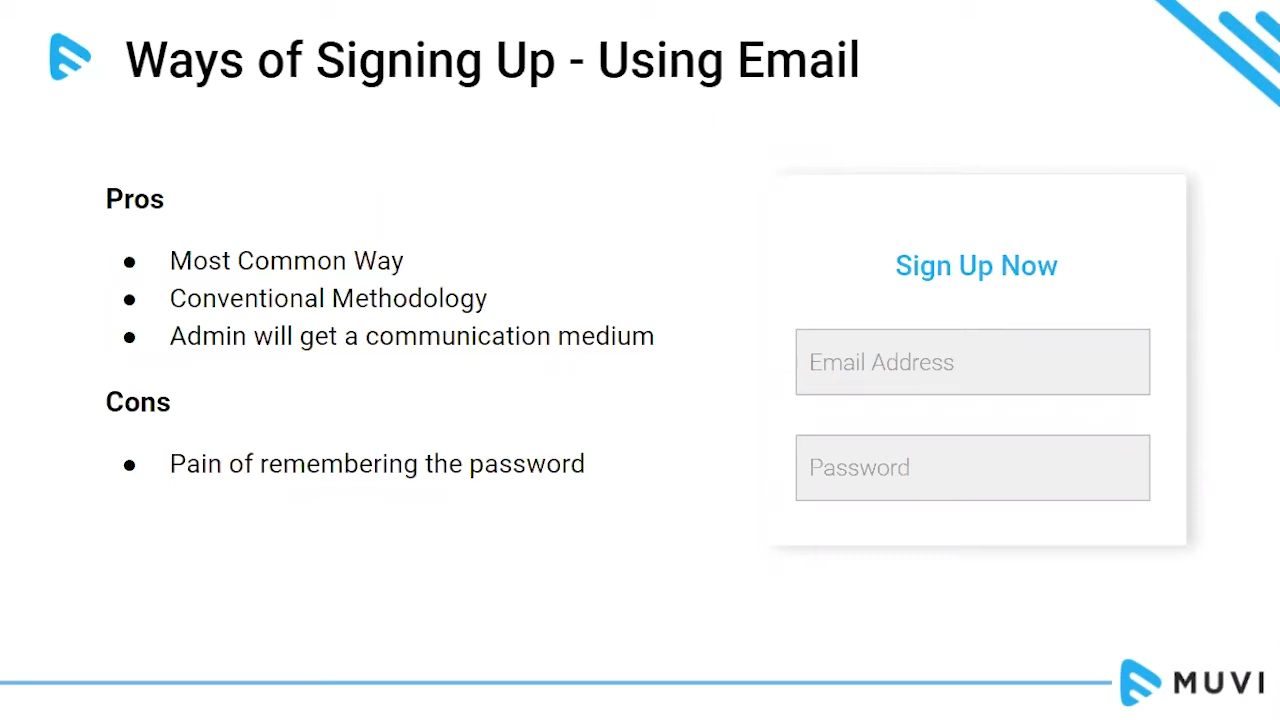 Ways of Signing Up - Using Email
Pros
● Most Common Way
● Conventional Methodology
● Admin will get a communication medium
Cons
● Pain of remembering the password
Sign Up Now
Email Address
Password
MUVI